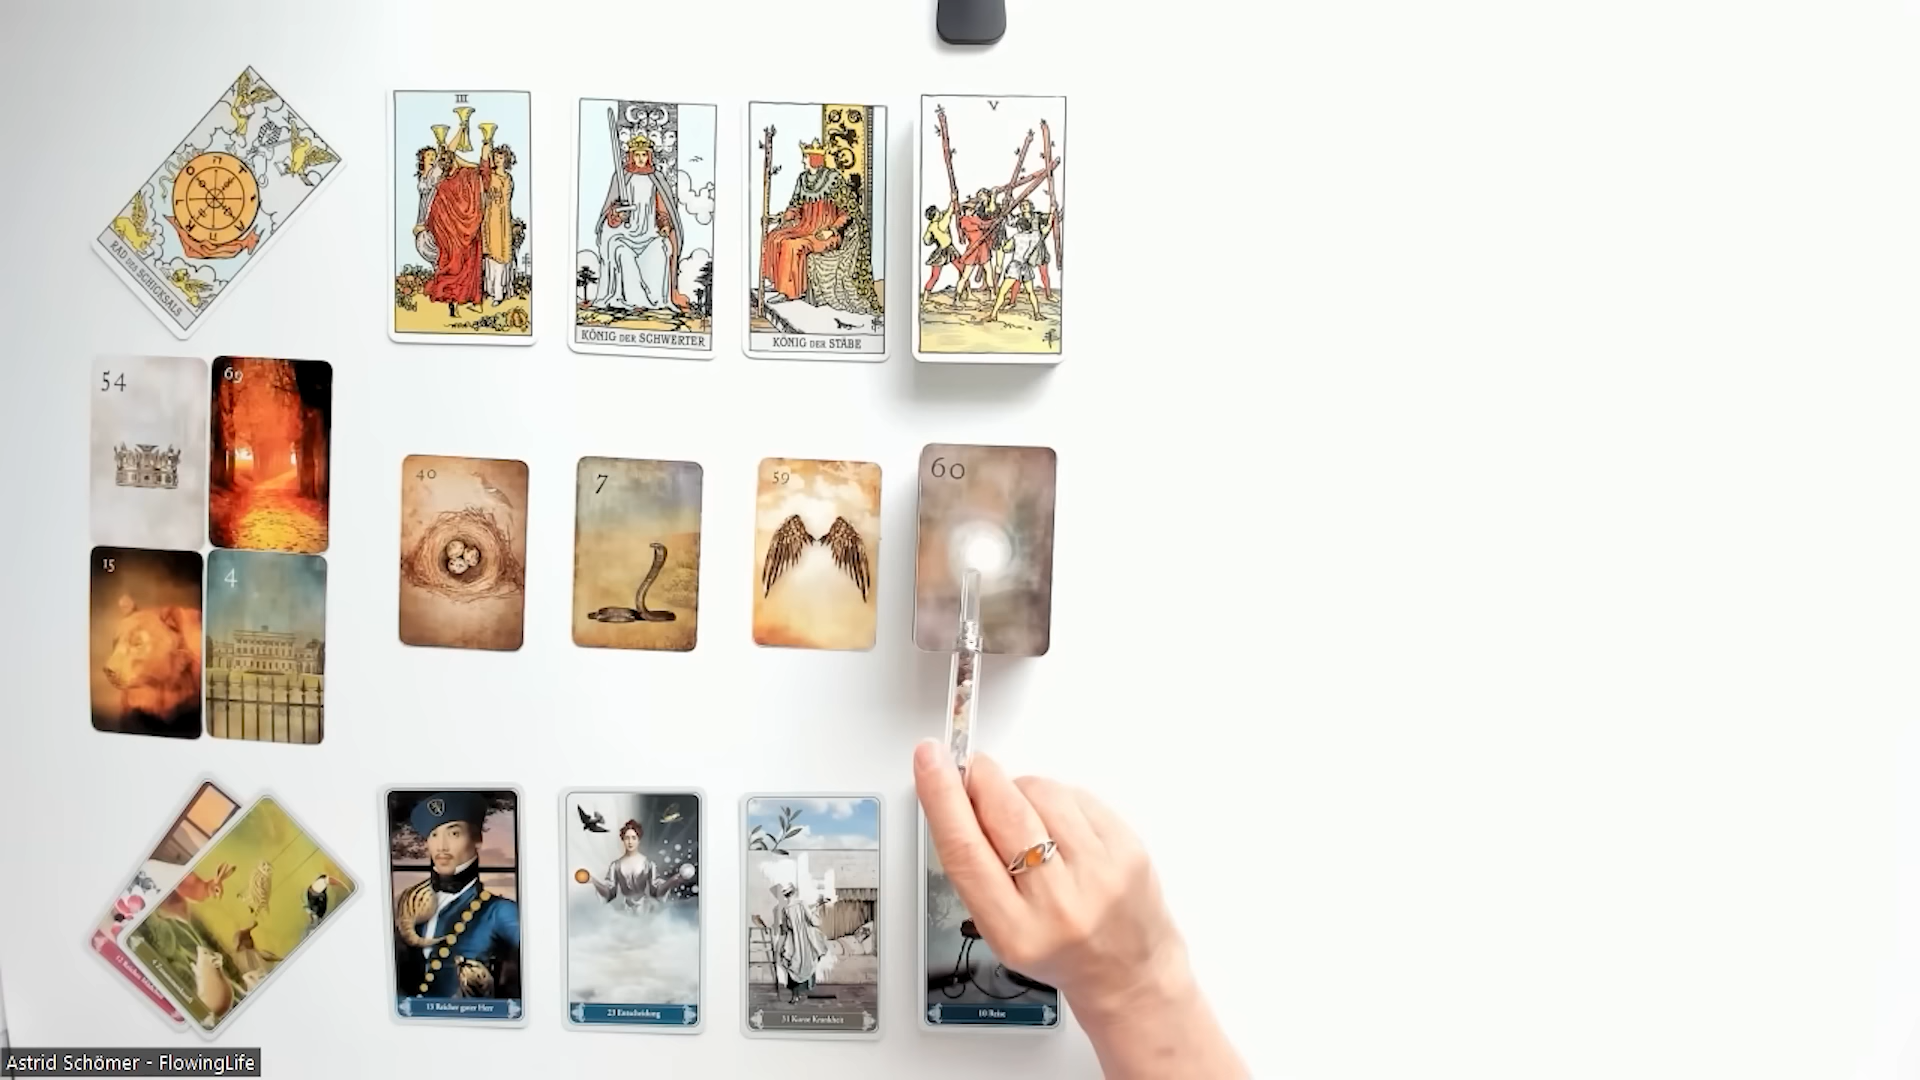 RAD DES SCHICKSALS
III
KÖNIG DER SCHWERTER
KÖNIG DER STÄBE
V
54
69
15
4
40
7
59
60
13 Reicher guter Herr
23 Entscheidung
31 Kurze Krankheit
10 Reise
Astrid Schömer - FlowingLife